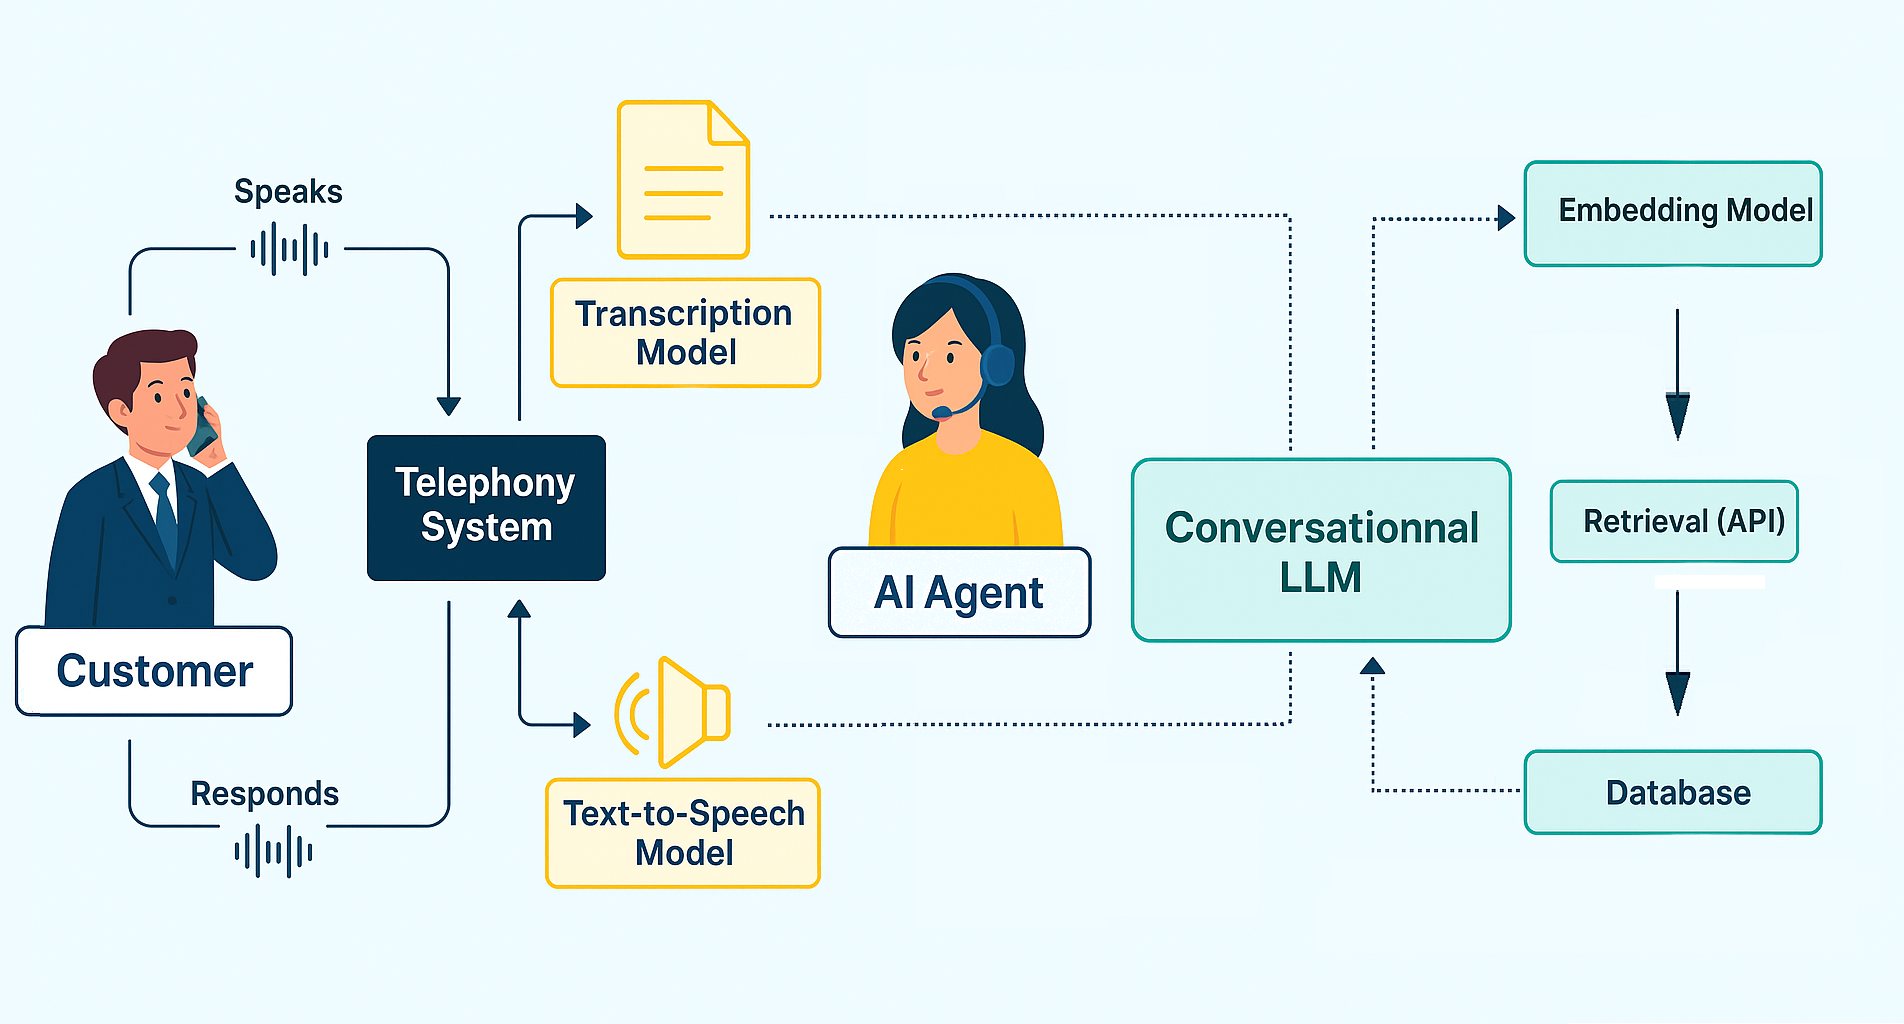 Speaks
Transcription
Model
Embedding Model
Telephony
System
Customer
AI Agent
Conversationnal
LLM
Retrieval (API)
Responds
Text-to-Speech
Model
Database